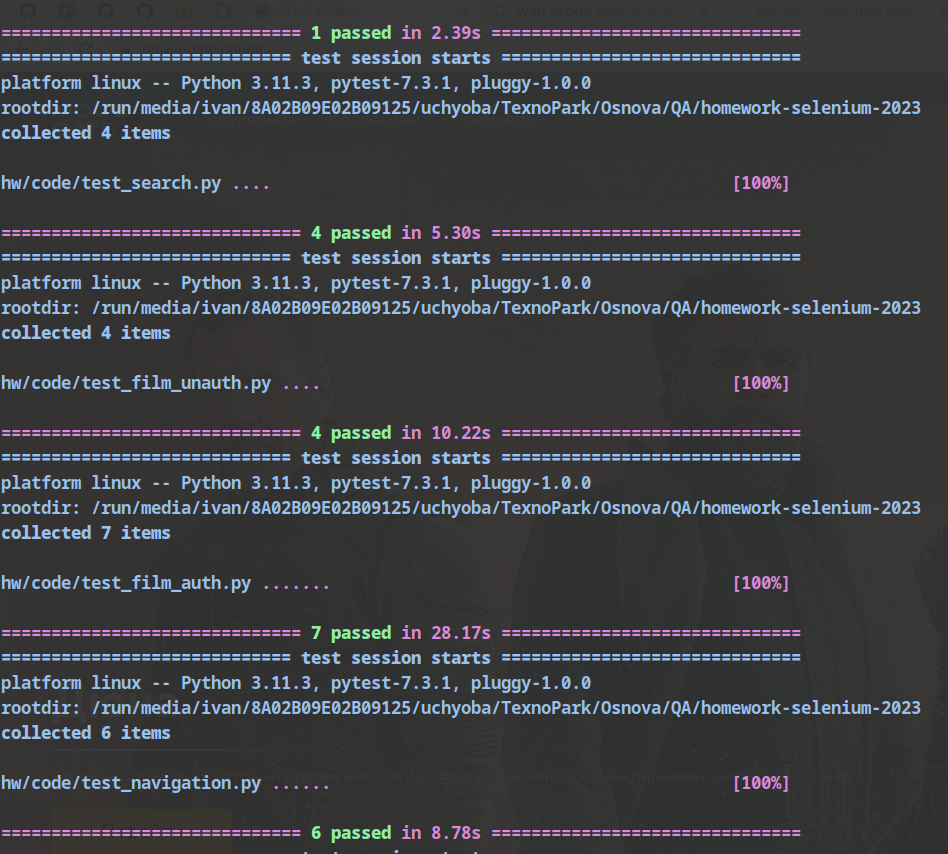 MovieGate
============================== 1 passed in 2.39s ===============================
============================= test session starts ==============================
platform linux -- Python 3.11.3, pytest-7.3.1, pluggy-1.0.0
rootdir: /run/media/ivan/8A02B09E02B09125/uchyoba/TexnoPark/Osnova/QA/homework-selenium-2023
collected 4 items
hw/code/test_search.py .... [100%]
============================== 4 passed in 5.30s ===============================
============================= test session starts ==============================
platform linux -- Python 3.11.3, pytest-7.3.1, pluggy-1.0.0
rootdir: /run/media/ivan/8A02B09E02B09125/uchyoba/TexnoPark/Osnova/QA/homework-selenium-2023
collected 4 items
hw/code/test_film_unauth.py .... [100%]
============================== 4 passed in 10.22s ===============================
============================= test session starts ==============================
platform linux -- Python 3.11.3, pytest-7.3.1, pluggy-1.0.0
rootdir: /run/media/ivan/8A02B09E02B09125/uchyoba/TexnoPark/Osnova/QA/homework-selenium-2023
collected 7 items
hw/code/test_film_auth.py ....... [100%]
============================== 7 passed in 28.17s ===============================
============================= test session starts ==============================
platform linux -- Python 3.11.3, pytest-7.3.1, pluggy-1.0.0
rootdir: /run/media/ivan/8A02B09E02B09125/uchyoba/TexnoPark/Osnova/QA/homework-selenium-2023
collected 6 items
hw/code/test_navigation.py ...... [100%]
============================== 6 passed in 8.78s ===============================